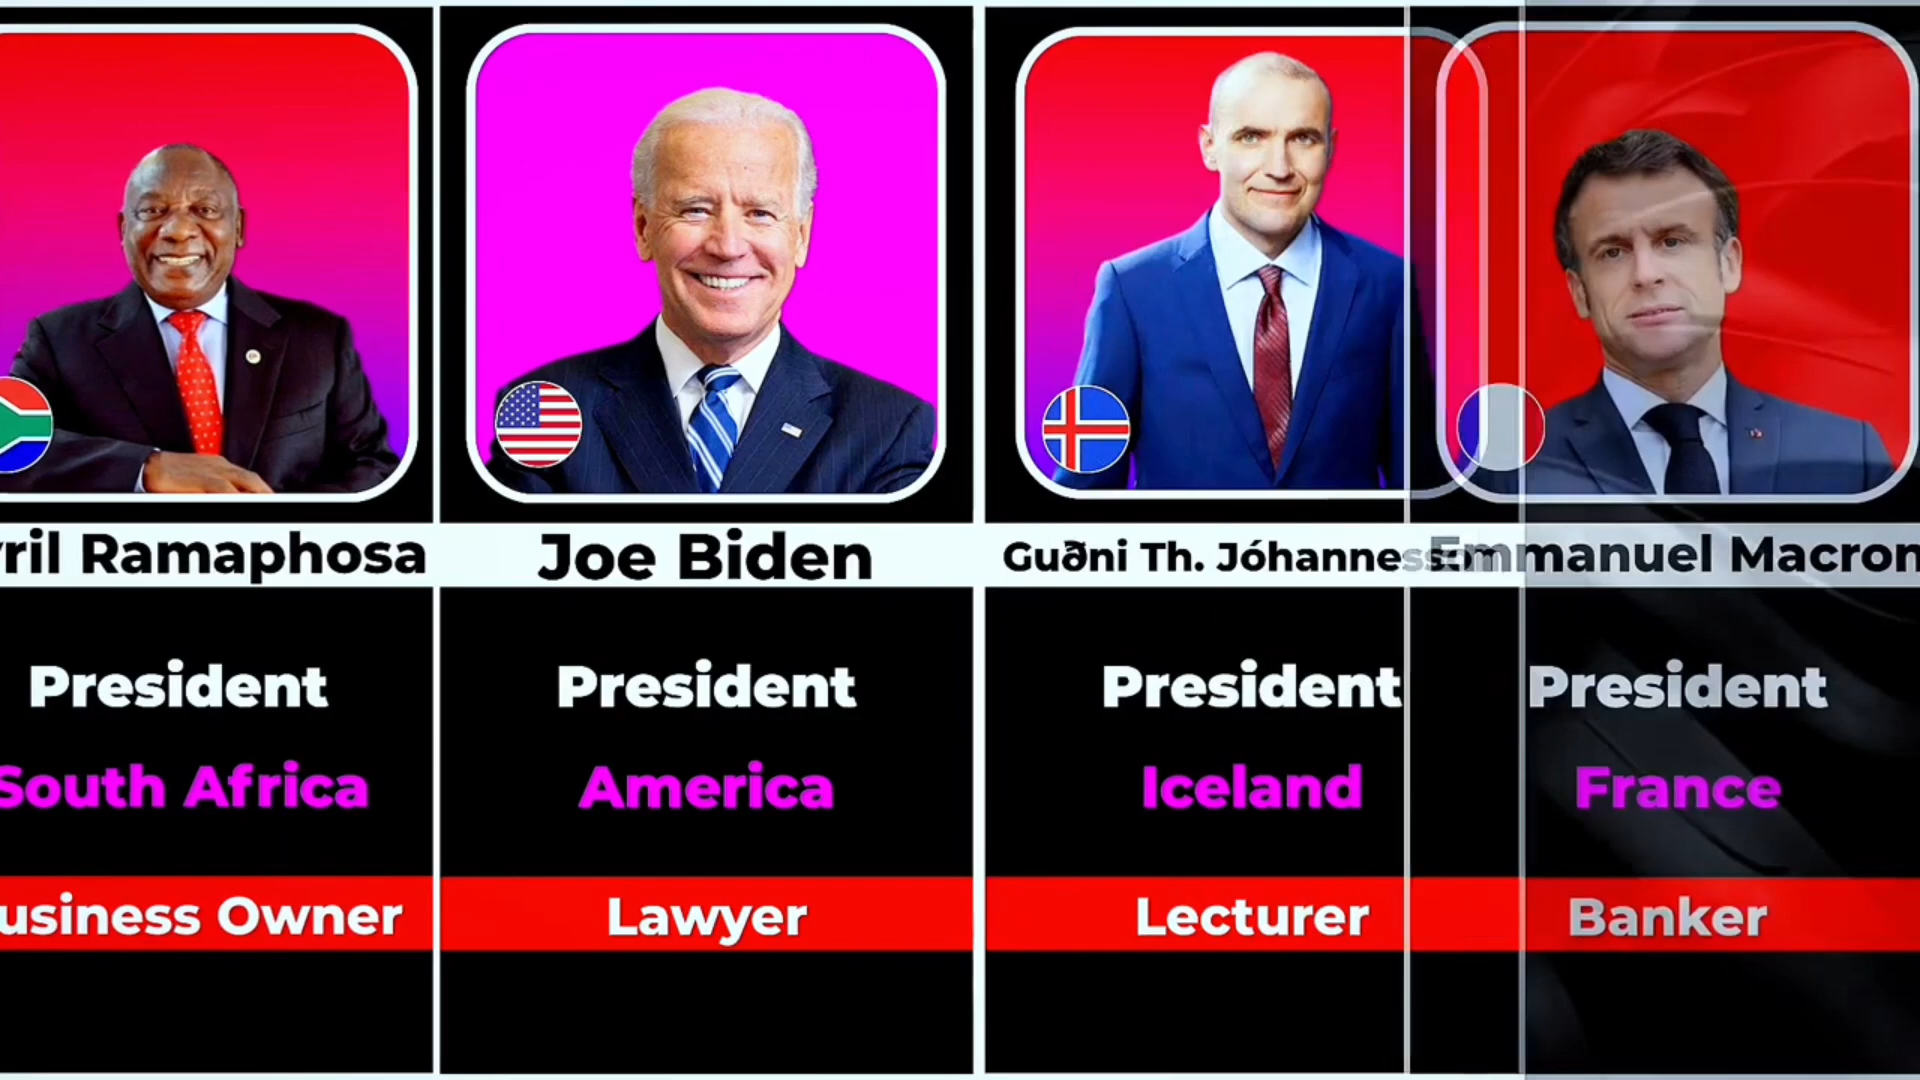 ril Ramaphosa
President
South Africa
usiness Owner
Joe Biden
President
America
Lawyer
Guðni Th. Jóhannesson
President
Iceland
Lecturer
Emmanuel Macron
President
France
Banker